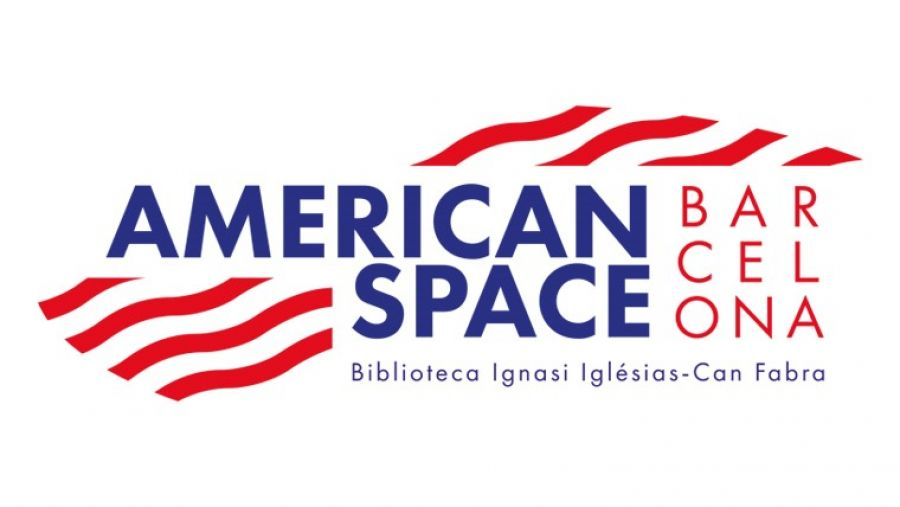 AMERICAN
SPACE
BAR
CEL
ONA
Biblioteca Ignasi Iglésias-Can Fabra